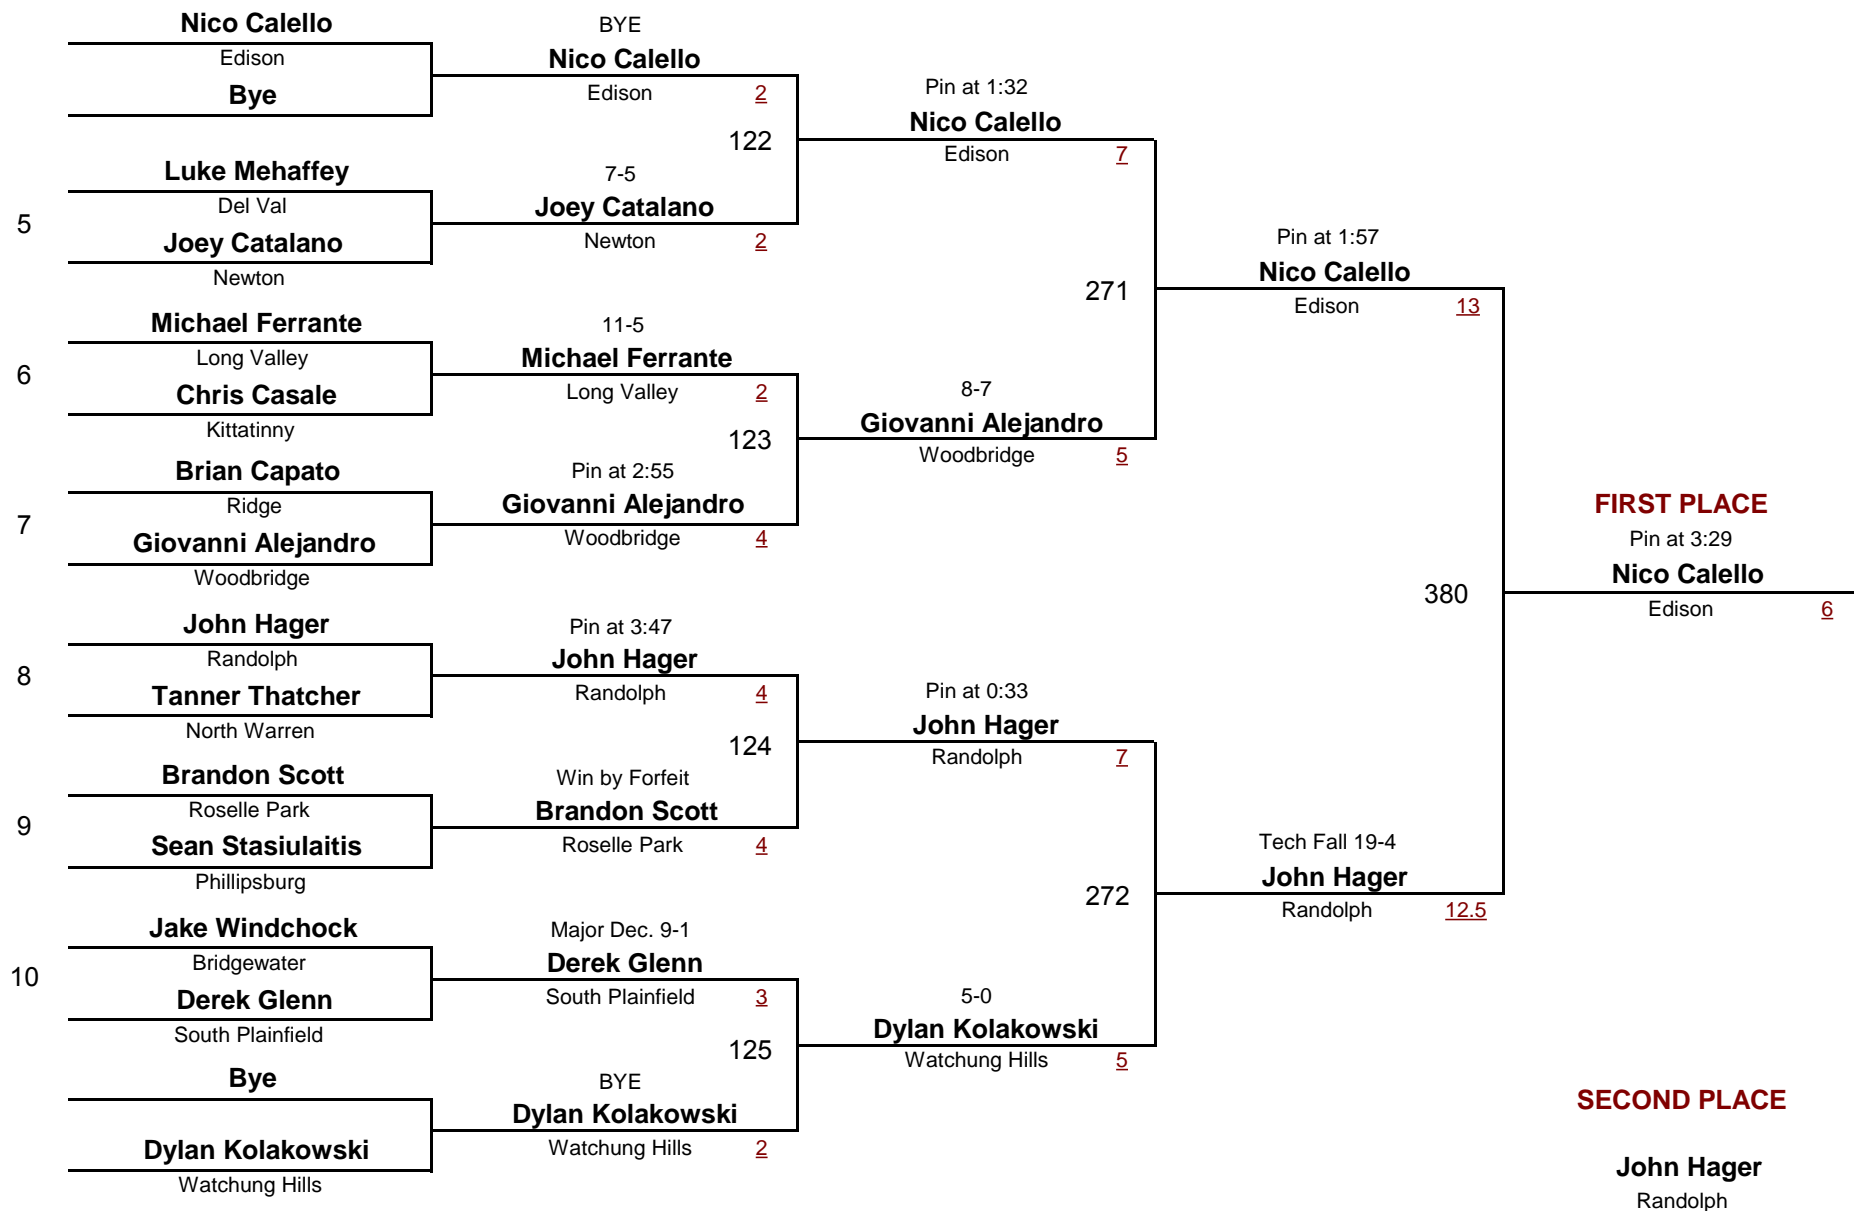 Nico Calello
Edison
Bye
5
Luke Mehaffey
Del Val
Joey Catalano
Newton
6
Michael Ferrante
Long Valley
Chris Casale
Kittatinny
7
Brian Capato
Ridge
Giovanni Alejandro
Woodbridge
8
John Hager
Randolph
Tanner Thatcher
North Warren
9
Brandon Scott
Roselle Park
Sean Stasiulaitis
Phillipsburg
10
Jake Windchock
Bridgewater
Derek Glenn
South Plainfield
Bye
Dylan Kolakowski
Watchung Hills
BYE
Nico Calello
Edison 2
122
7-5
Joey Catalano
Newton 2
11-5
Michael Ferrante
Long Valley 2
123
Pin at 2:55
Giovanni Alejandro
Woodbridge 4
Pin at 3:47
John Hager
Randolph 4
124
Win by Forfeit
Brandon Scott
Roselle Park 4
Major Dec. 9-1
Derek Glenn
South Plainfield 3
125
BYE
Dylan Kolakowski
Watchung Hills 2
Pin at 1:32
Nico Calello
Edison 7
271
8-7
Giovanni Alejandro
Woodbridge 5
Pin at 0:33
John Hager
Randolph 7
272
5-0
Dylan Kolakowski
Watchung Hills 5
Pin at 1:57
Nico Calello
Edison 13
380
Tech Fall 19-4
John Hager
Randolph 12.5
FIRST PLACE
Pin at 3:29
Nico Calello
Edison 6
SECOND PLACE
John Hager
Randolph